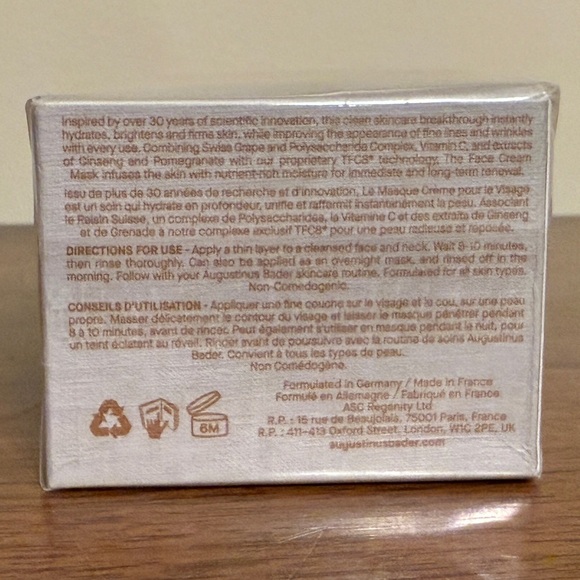 Inspired by over 30 years of scientific innovation, this clean skincare breakthrough instantly
hydrates, brightens and firms skin, while improving the appearance of fine lines and wrinkles
with every use. Combining Swiss Grape and Polysaccharide Complex, Vitamin C, and extracts
of Ginseng and Pomegranate with our proprietary TFC8® technology. The Face Cream
Mask infuses the skin with nutrient-rich moisture for immediate and long-term renewal.
Issu de plus de 30 années de recherche et d'innovation, Le Masque Crème pour le Visage
est un soin qui hydrate en profondeur, unifie et raffermit instantanément la peau. Associant
le Raisin Suisse, un complexe de Polysaccharides, la Vitamine C et des extraits de Ginseng
et de Grenade à notre complexe exclusif TFC8® pour une peau radieuse et reposée.
DIRECTIONS FOR USE - Apply a thin layer to a cleansed face and neck. Wait 8-10 minutes,
then rinse thoroughly. Can also be applied as an overnight mask, and rinsed off in the
morning. Follow with your Augustinus Bader skincare routine. Formulated for all skin types.
Non-Comedogenic.
CONSEILS D'UTILISATION - Appliquer une fine couche sur le visage et le cou, sur une peau
propre. Masser délicatement le contour du visage et laisser le masque pénétrer pendant
8 à 10 minutes, avant de rincer. Peut également s'utiliser en masque pendant la nuit, pour
un teint éclatant au réveil. Rincer avant de poursuivre avec la routine de soins Augustinus
Bader. Convient à tous les types de peau.
Non Comédogène.
Formulated in Germany / Made in France
Formulé en Allemagne / Fabriqué en France
ASC Regenity Ltd
R.P. : 15 rue de Beaujolais, 75001 Paris, France
R.P. : 411-413 Oxford Street, London, W1C 2PE, UK
augustinusbader.com
6M